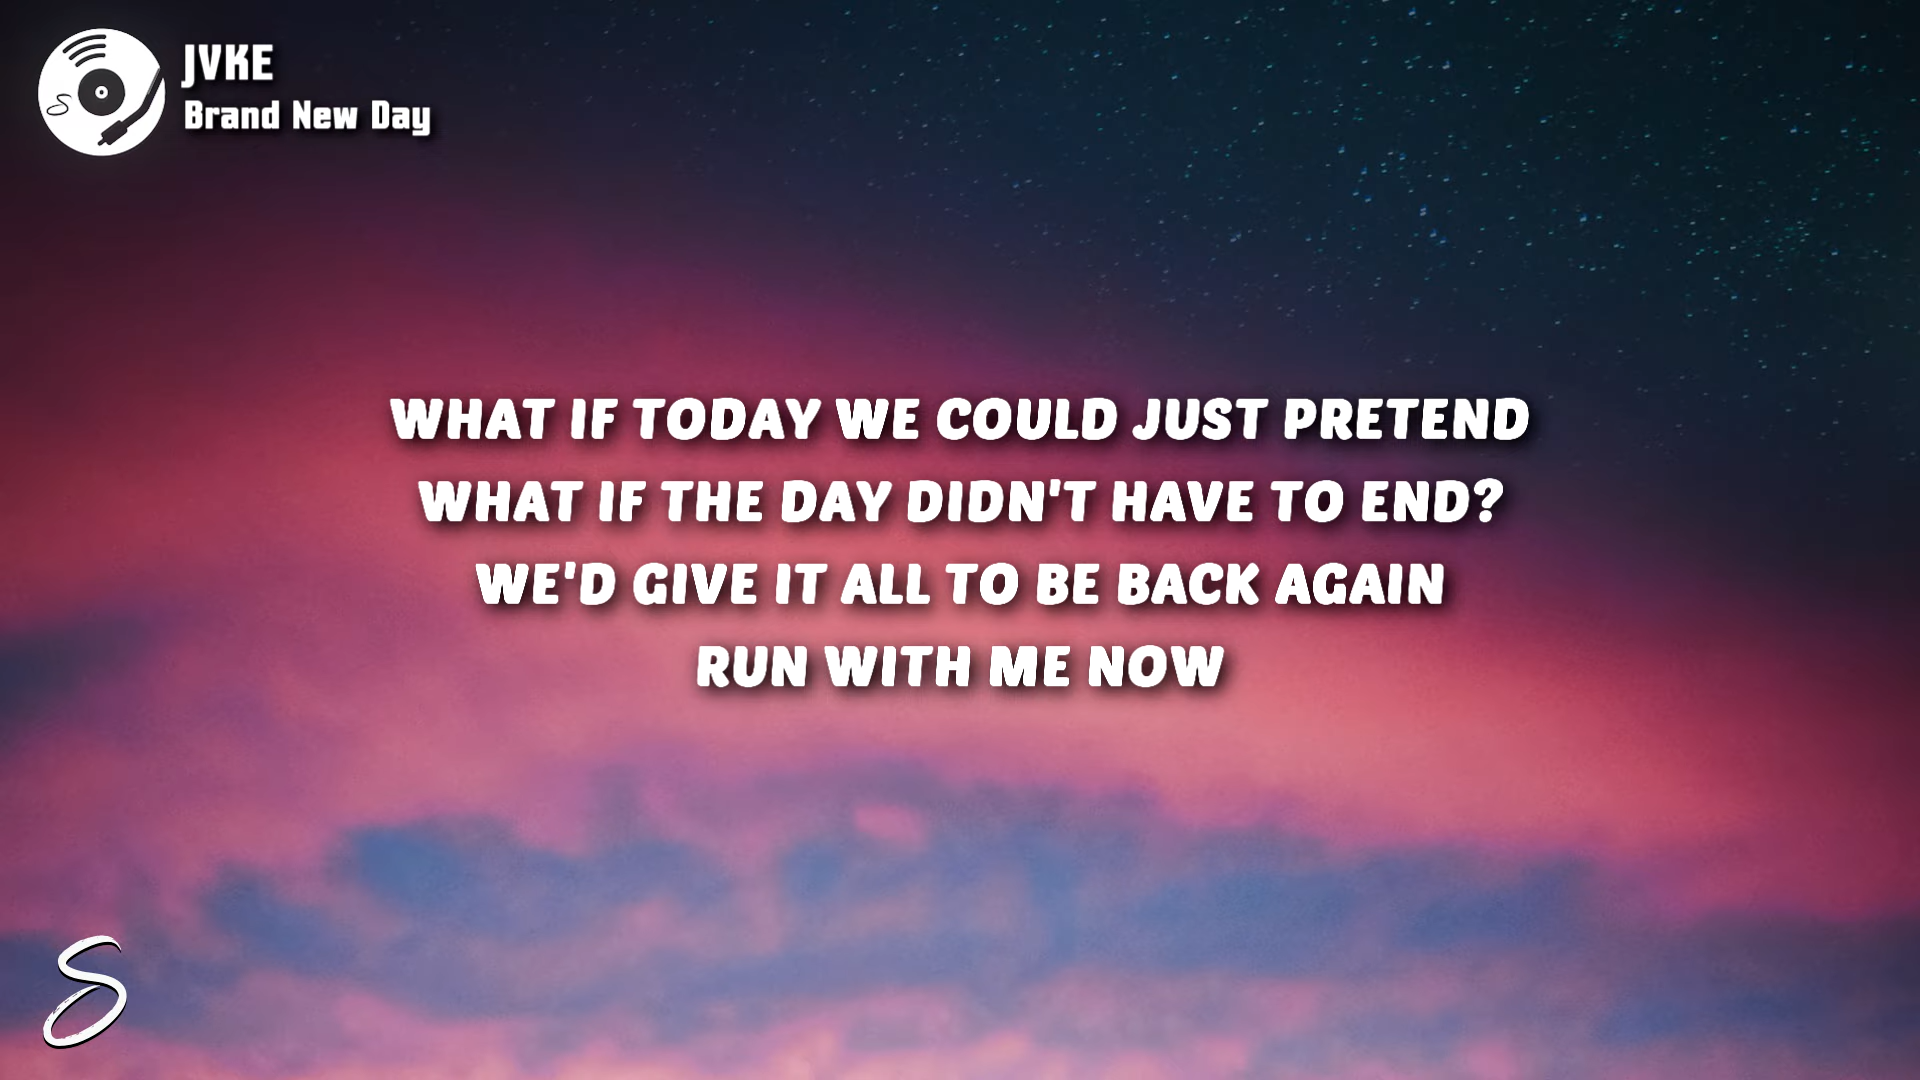 JVKE
Brand New Day
WHAT IF TODAY WE COULD JUST PRETEND
WHAT IF THE DAY DIDN'T HAVE TO END?
WE'D GIVE IT ALL TO BE BACK AGAIN
RUN WITH ME NOW
S